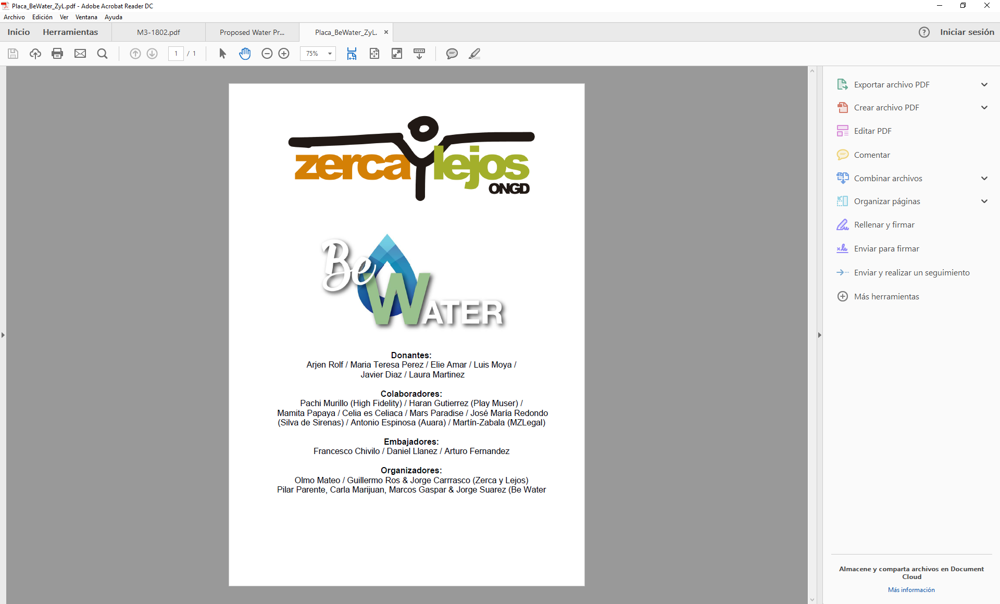 Placa_BeWater_ZyL.pdf - Adobe Acrobat Reader DC
Archivo Edición Ver Ventana Ayuda
Inicio Herramientas M3-1802.pdf Proposed Water Pr... Placa_BeWater_ZyL. × ? Iniciar sesión
1 / 1 75%
zerca y lejos
ONGD
Be
WATER
Donantes:
Arjen Rolf / Maria Teresa Perez / Elie Amar / Luis Moya /
Javier Diaz / Laura Martinez
Colaboradores:
Pachi Murillo (High Fidelity) / Haran Gutierrez (Play Muser) /
Mamita Papaya / Celia es Celiaca / Mars Paradise / José María Redondo
(Silva de Sirenas) / Antonio Espinosa (Auara) / Martín-Zabala (MZLegal)
Embajadores:
Francesco Chivilo / Daniel Llanez / Arturo Fernandez
Organizadores:
Olmo Mateo / Guillermo Ros & Jorge Carrrasco (Zerca y Lejos)
Pilar Parente, Carla Marijuan, Marcos Gaspar & Jorge Suarez (Be Water
Exportar archivo PDF
Crear archivo PDF
Editar PDF
Comentar
Combinar archivos
Organizar páginas
Rellenar y firmar
Enviar para firmar
Enviar y realizar un seguimiento
Más herramientas
Almacene y comparta archivos en Document
Cloud
Más información